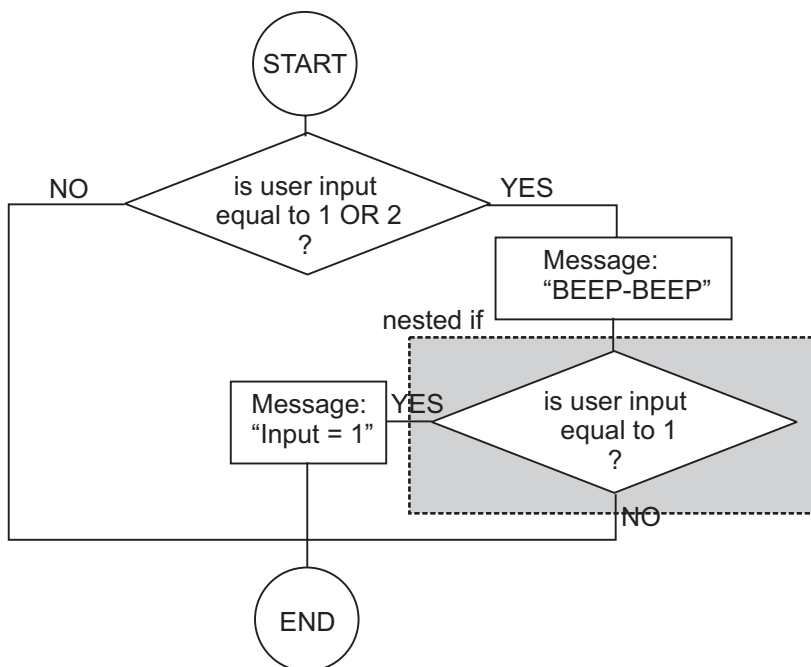 START
NO
is user input
equal to 1 OR 2
?
YES
Message:
“BEEP-BEEP”
nested if
Message:
“Input = 1”
YES
is user input
equal to 1
?
NO
END